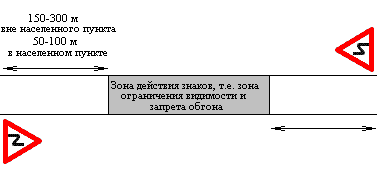 150-300 м
вне населенного пункта
50-100 м
в населенном пункте
Зона действия знаков, т.е. зона
ограничения видимости и
запрета обгона